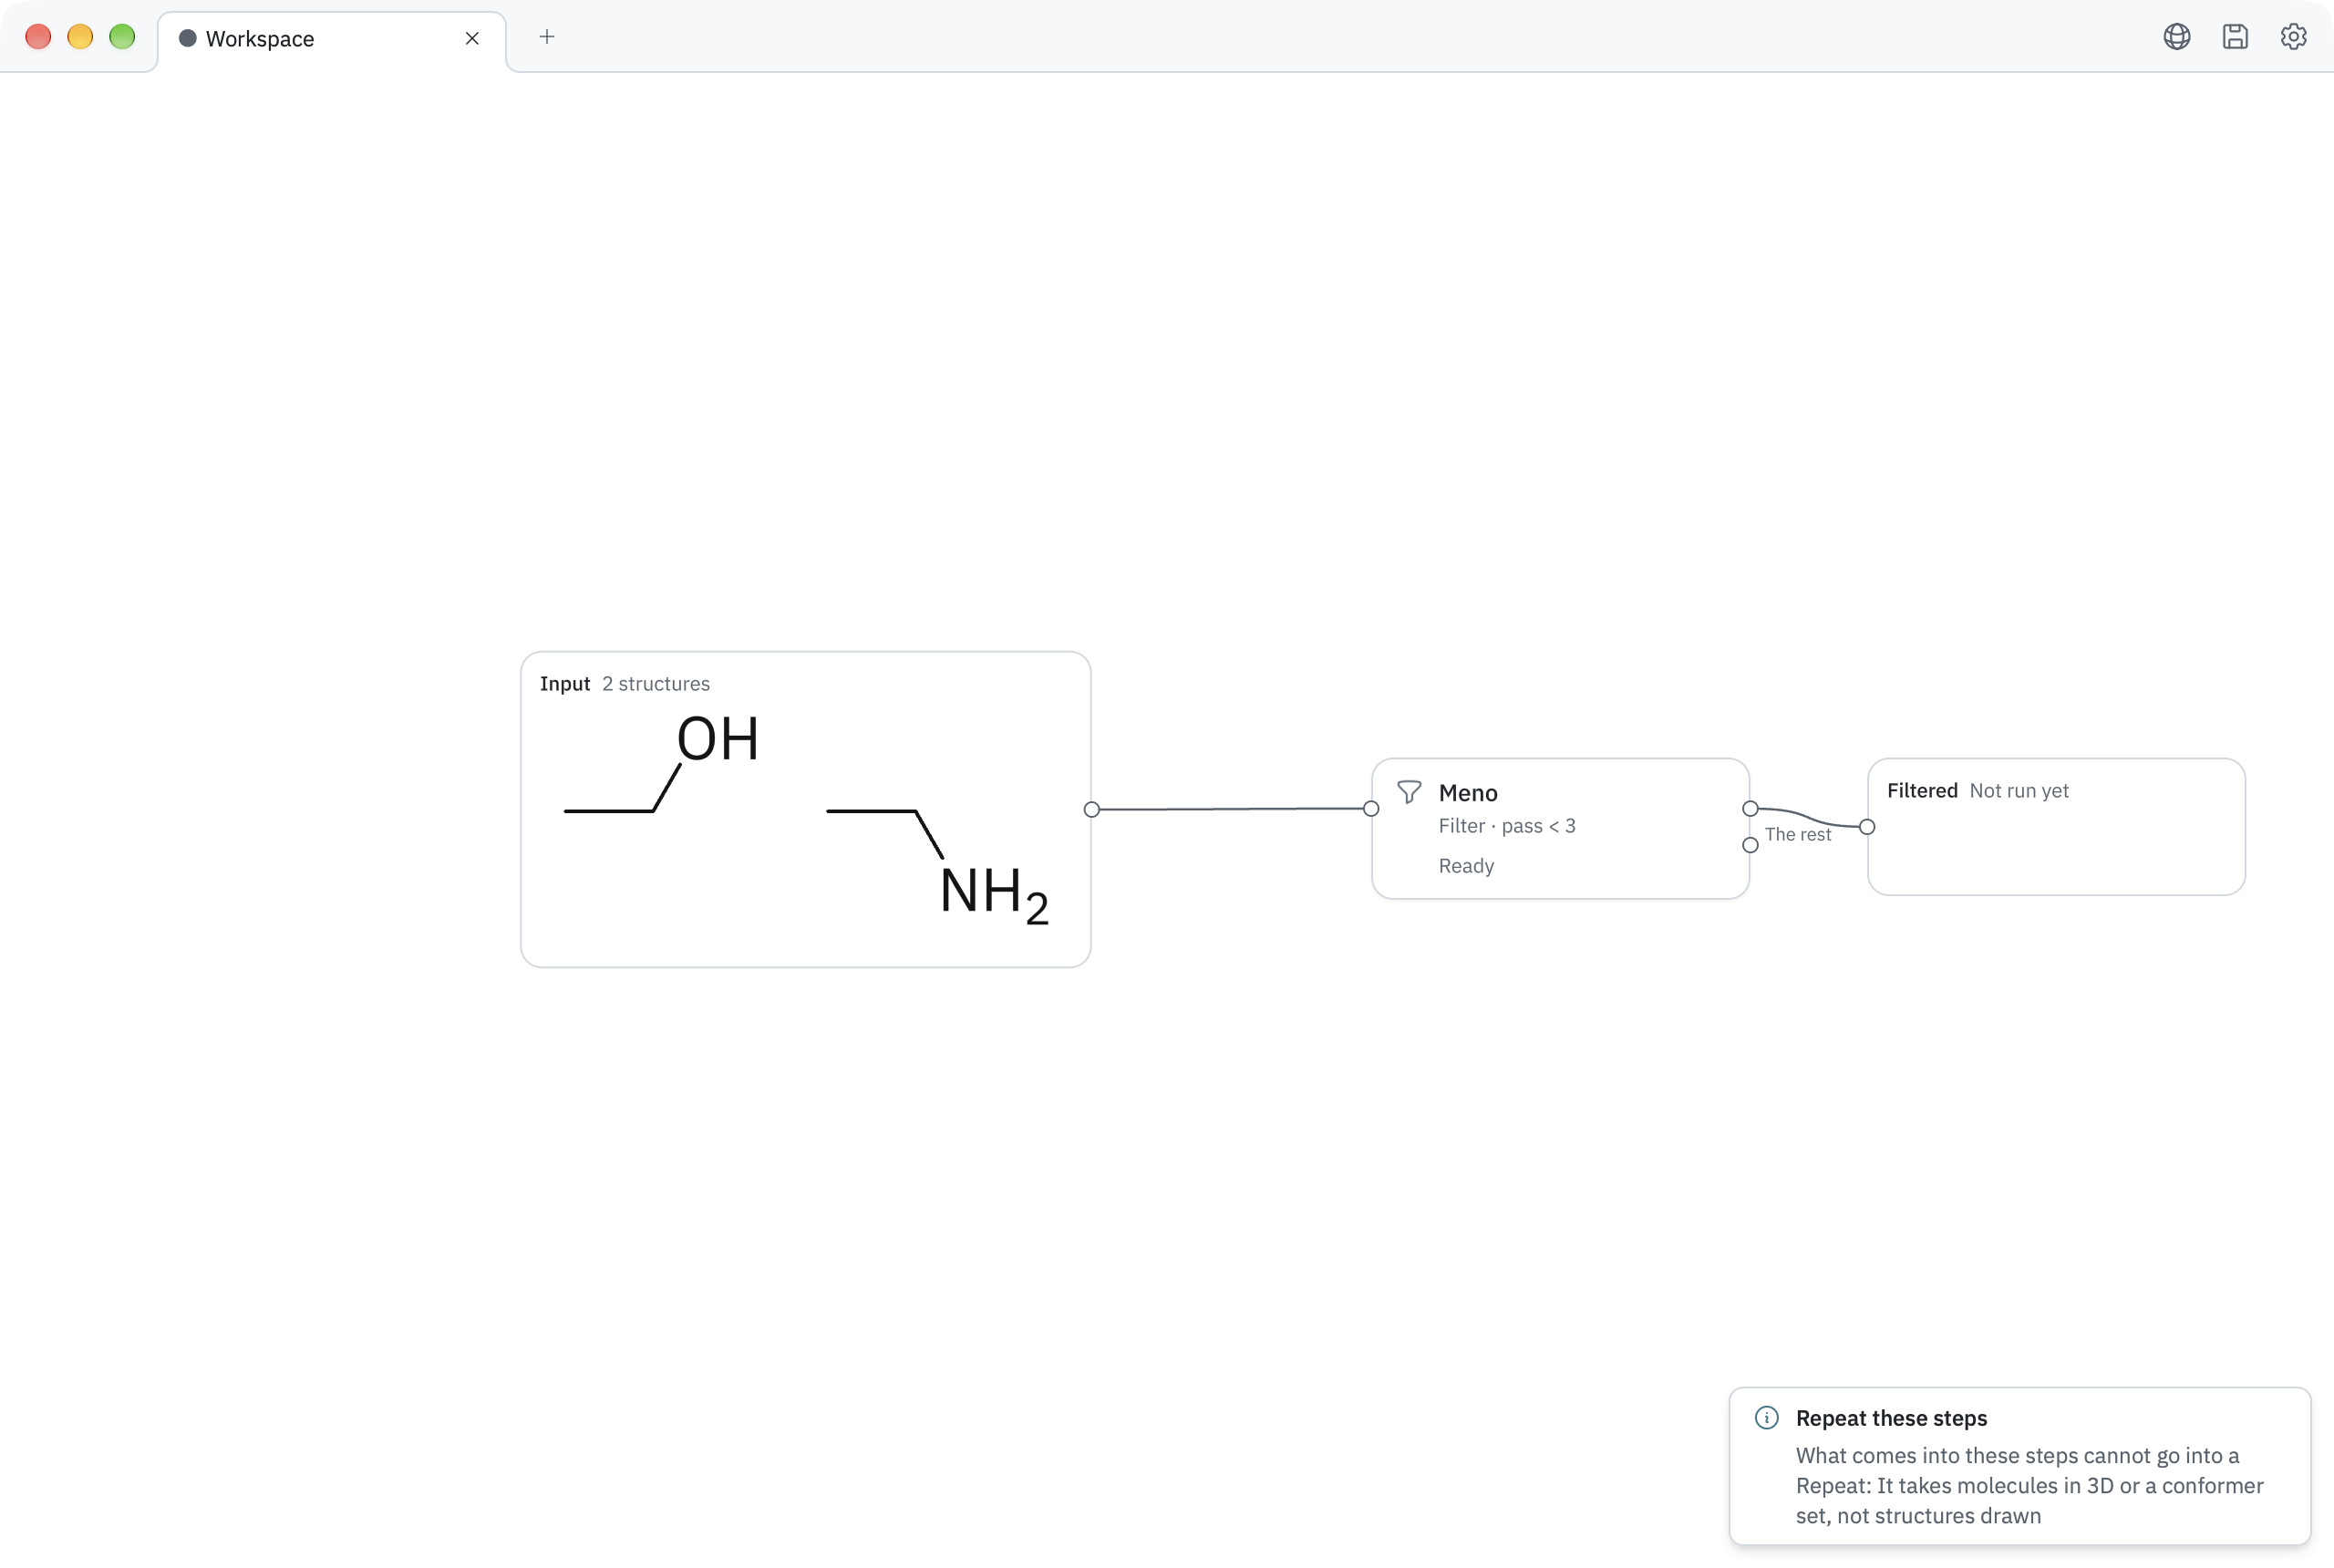 Workspace
Input 2 structures
OH
NH2
Meno
Filter · pass < 3
Ready
The rest
Filtered Not run yet
Repeat these steps
What comes into these steps cannot go into a
Repeat: It takes molecules in 3D or a conformer
set, not structures drawn